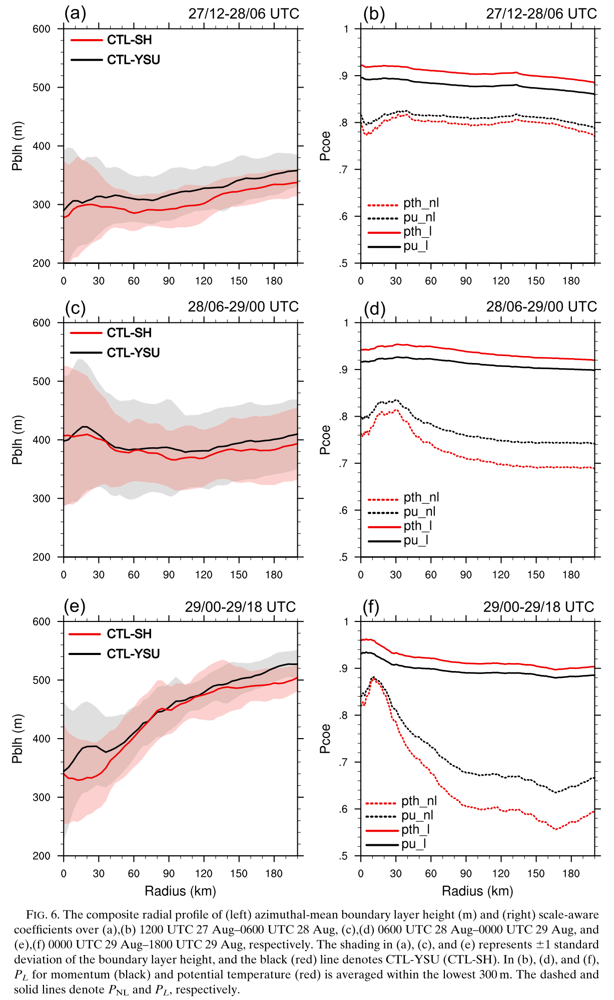 (a) 27/12-28/06 UTC
CTL-SH
CTL-YSU
600
500
400
300
200
Pblh (m)
0 30 60 90 120 150 180
(b) 27/12-28/06 UTC
1
.9
.8
.7
.6
.5
Pcoe
pth_nl
pu_nl
pth_l
pu_l
0 30 60 90 120 150 180
(c) 28/06-29/00 UTC
CTL-SH
CTL-YSU
600
500
400
300
200
Pblh (m)
0 30 60 90 120 150 180
(d) 28/06-29/00 UTC
1
.9
.8
.7
.6
.5
Pcoe
pth_nl
pu_nl
pth_l
pu_l
0 30 60 90 120 150 180
(e) 29/00-29/18 UTC
CTL-SH
CTL-YSU
600
500
400
300
200
Pblh (m)
0 30 60 90 120 150 180
Radius (km)
(f) 29/00-29/18 UTC
1
.9
.8
.7
.6
.5
Pcoe
pth_nl
pu_nl
pth_l
pu_l
0 30 60 90 120 150 180
Radius (km)
FIG. 6. The composite radial profile of (left) azimuthal-mean boundary layer height (m) and (right) scale-aware
coefficients over (a),(b) 1200 UTC 27 Aug–0600 UTC 28 Aug, (c),(d) 0600 UTC 28 Aug–0000 UTC 29 Aug, and
(e),(f) 0000 UTC 29 Aug–1800 UTC 29 Aug, respectively. The shading in (a), (c), and (e) represents ±1 standard
deviation of the boundary layer height, and the black (red) line denotes CTL-YSU (CTL-SH). In (b), (d), and (f),
P_L for momentum (black) and potential temperature (red) is averaged within the lowest 300 m. The dashed and
solid lines denote P_NL and P_L, respectively.